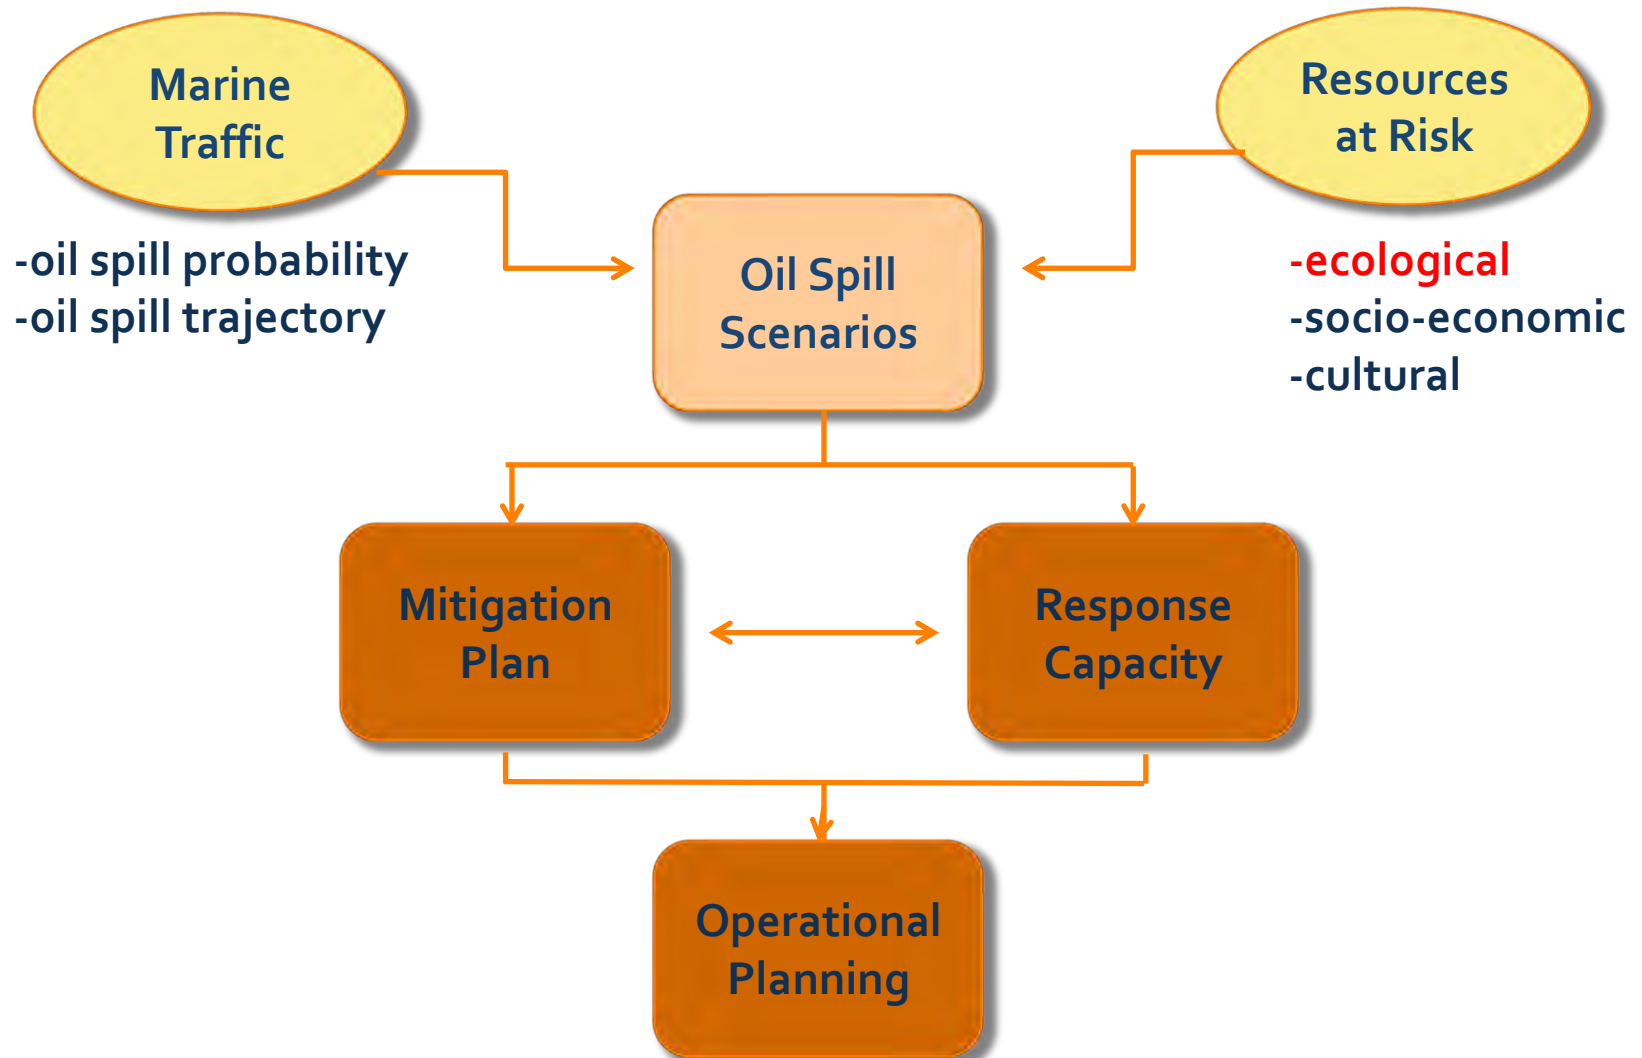 Marine
Traffic
-oil spill probability
-oil spill trajectory
Resources
at Risk
-ecological
-socio-economic
-cultural
Oil Spill
Scenarios
Mitigation
Plan
Response
Capacity
Operational
Planning